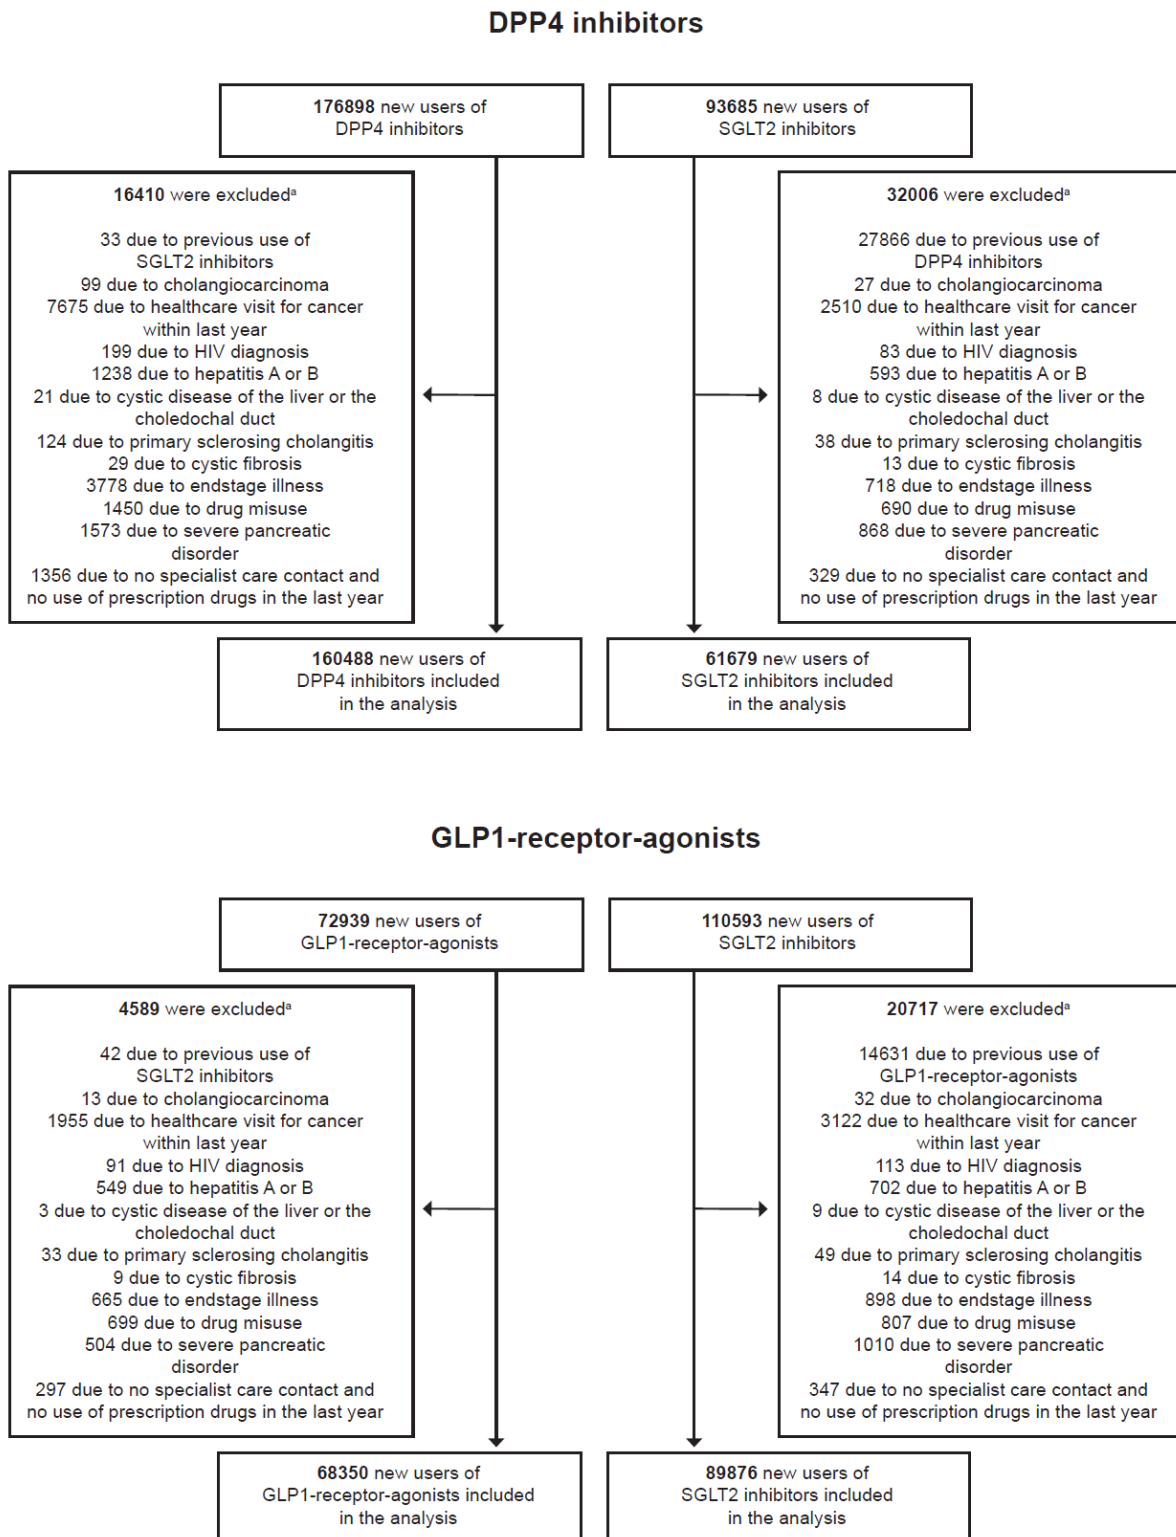 DPP4 inhibitors
176898 new users of
DPP4 inhibitors
93685 new users of
SGLT2 inhibitors
16410 were excludedᵃ
33 due to previous use of
SGLT2 inhibitors
99 due to cholangiocarcinoma
7675 due to healthcare visit for cancer
within last year
199 due to HIV diagnosis
1238 due to hepatitis A or B
21 due to cystic disease of the liver or the
choledochal duct
124 due to primary sclerosing cholangitis
29 due to cystic fibrosis
3778 due to endstage illness
1450 due to drug misuse
1573 due to severe pancreatic
disorder
1356 due to no specialist care contact and
no use of prescription drugs in the last year
32006 were excludedᵃ
27866 due to previous use of
DPP4 inhibitors
27 due to cholangiocarcinoma
2510 due to healthcare visit for cancer
within last year
83 due to HIV diagnosis
593 due to hepatitis A or B
8 due to cystic disease of the liver or the
choledochal duct
38 due to primary sclerosing cholangitis
13 due to cystic fibrosis
718 due to endstage illness
690 due to drug misuse
868 due to severe pancreatic
disorder
329 due to no specialist care contact and
no use of prescription drugs in the last year
160488 new users of
DPP4 inhibitors included
in the analysis
61679 new users of
SGLT2 inhibitors included
in the analysis
GLP1-receptor-agonists
72939 new users of
GLP1-receptor-agonists
110593 new users of
SGLT2 inhibitors
4589 were excludedᵃ
42 due to previous use of
SGLT2 inhibitors
13 due to cholangiocarcinoma
1955 due to healthcare visit for cancer
within last year
91 due to HIV diagnosis
549 due to hepatitis A or B
3 due to cystic disease of the liver or the
choledochal duct
33 due to primary sclerosing cholangitis
9 due to cystic fibrosis
665 due to endstage illness
699 due to drug misuse
504 due to severe pancreatic
disorder
297 due to no specialist care contact and
no use of prescription drugs in the last year
20717 were excludedᵃ
14631 due to previous use of
GLP1-receptor-agonists
32 due to cholangiocarcinoma
3122 due to healthcare visit for cancer
within last year
113 due to HIV diagnosis
702 due to hepatitis A or B
9 due to cystic disease of the liver or the
choledochal duct
49 due to primary sclerosing cholangitis
14 due to cystic fibrosis
898 due to endstage illness
807 due to drug misuse
1010 due to severe pancreatic
disorder
347 due to no specialist care contact and
no use of prescription drugs in the last year
68350 new users of
GLP1-receptor-agonists included
in the analysis
89876 new users of
SGLT2 inhibitors included
in the analysis